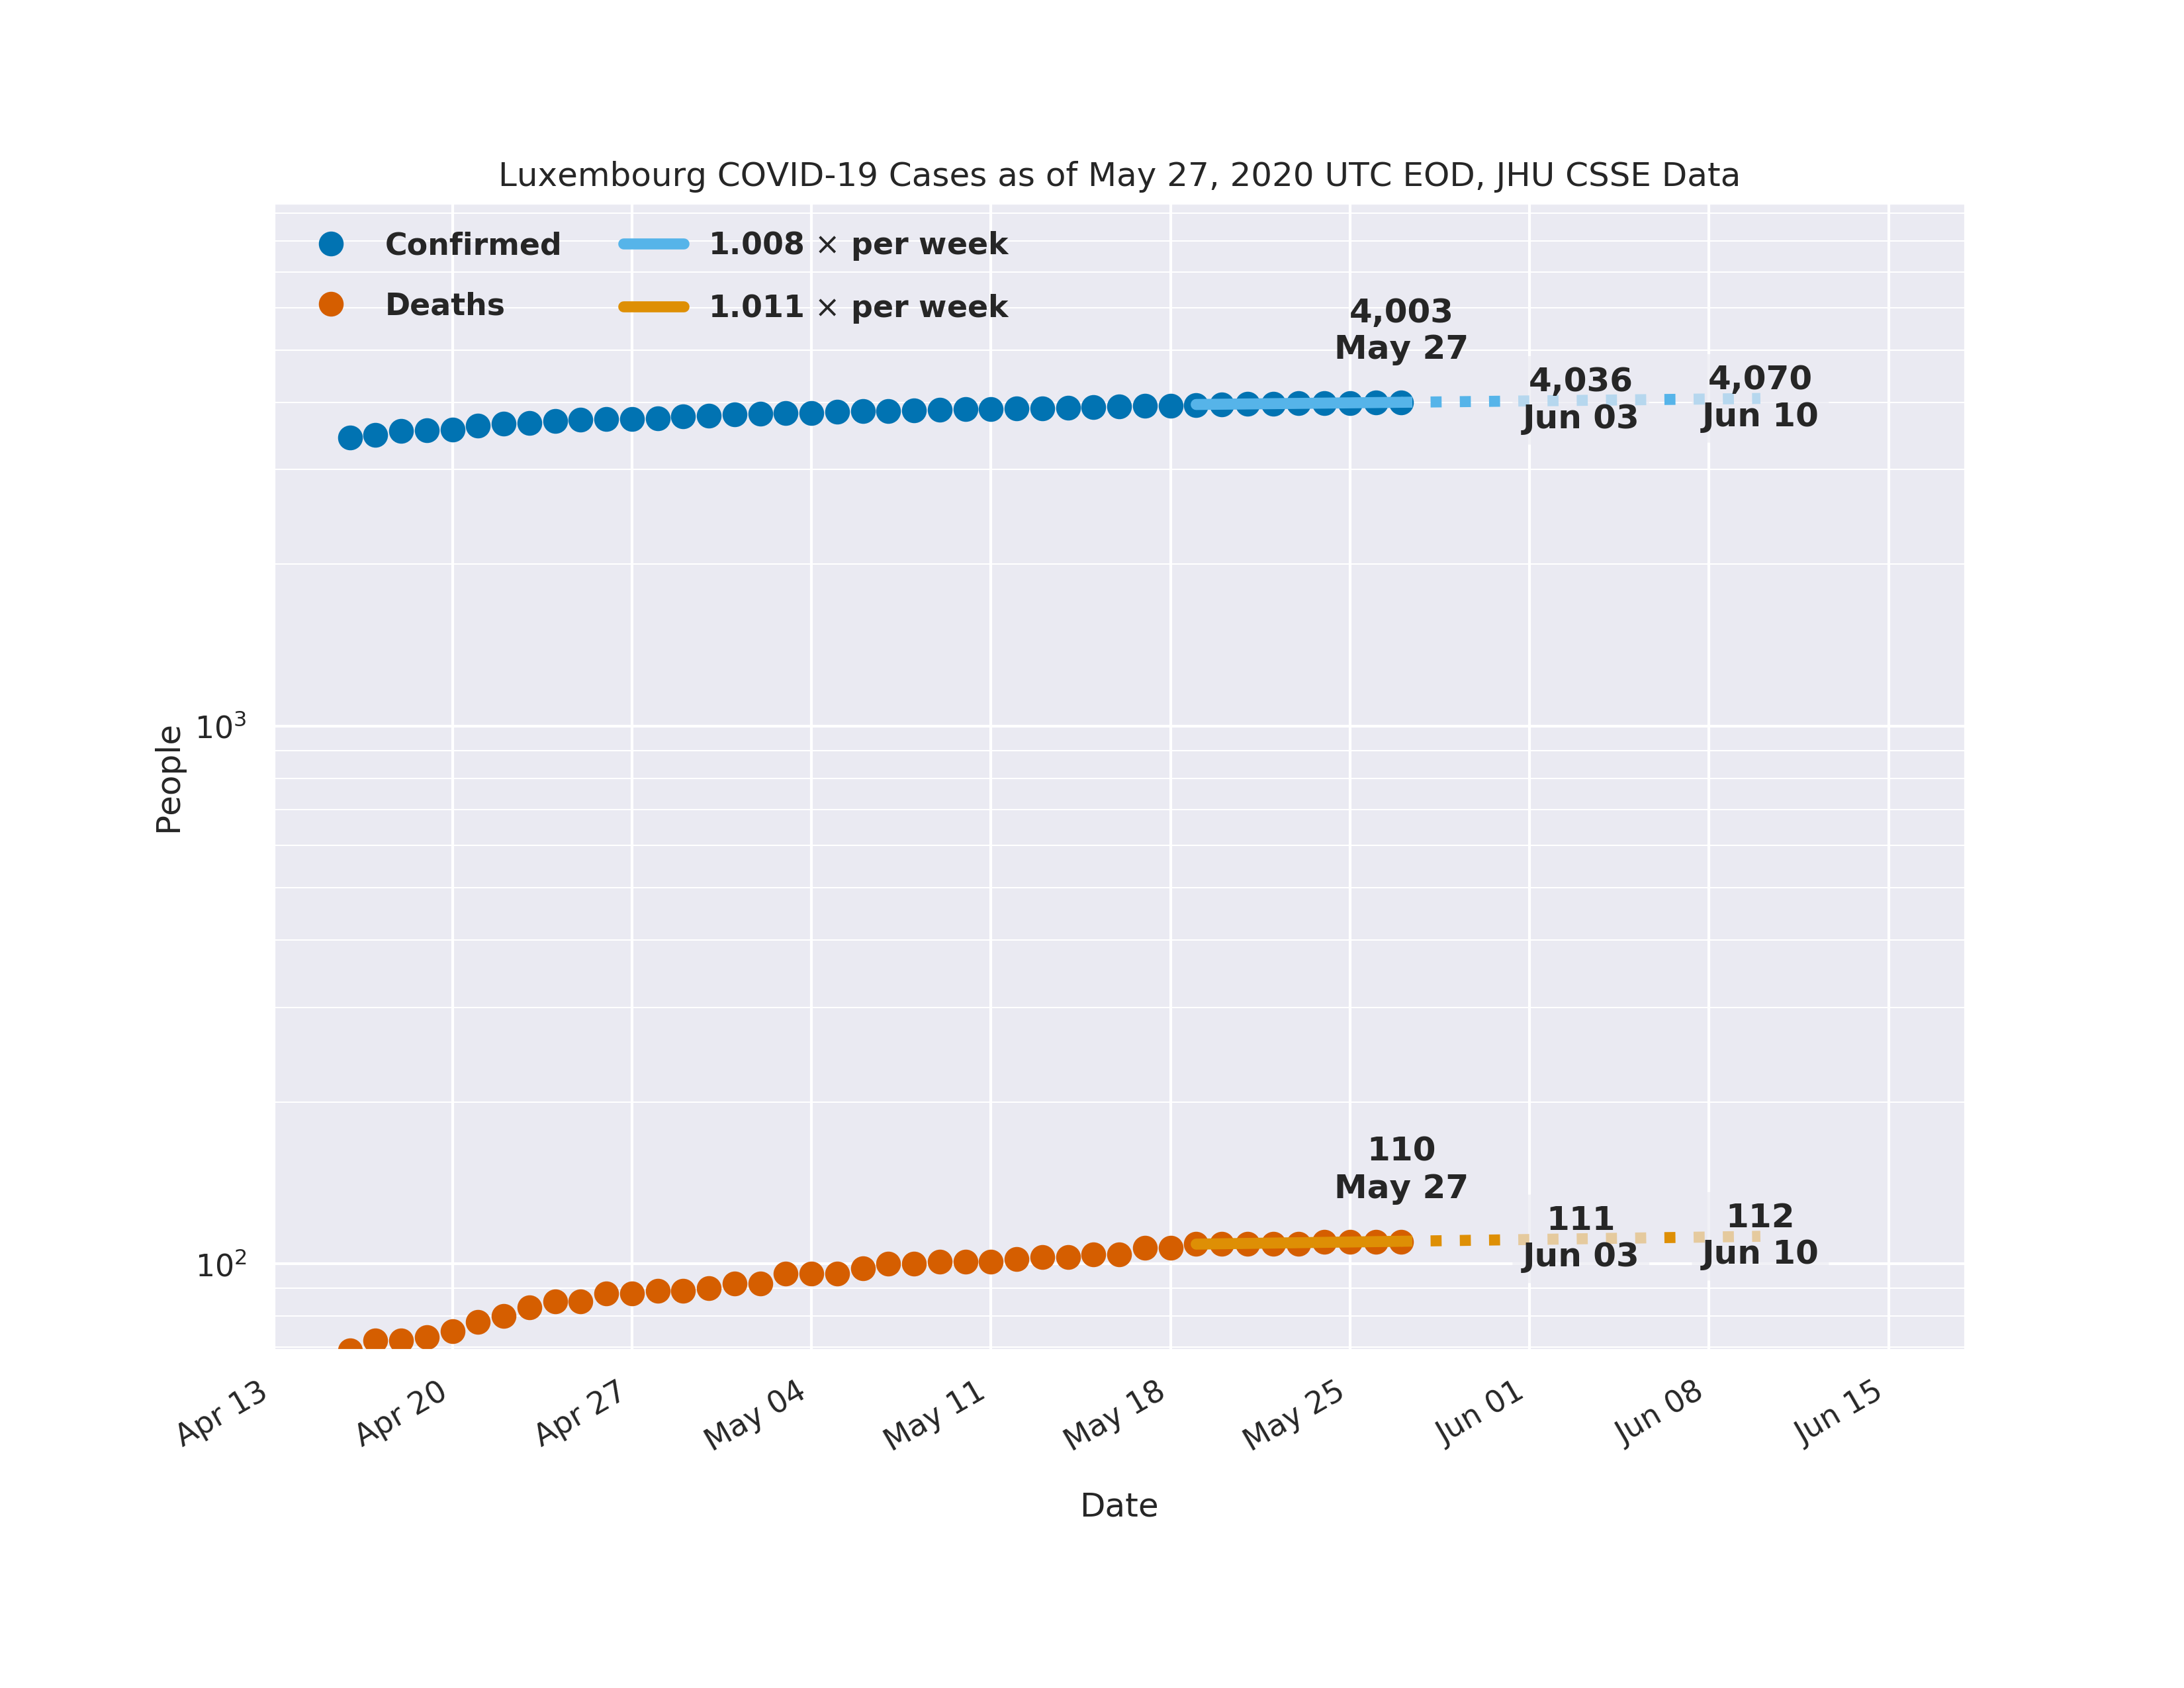 Luxembourg COVID-19 Cases as of May 27, 2020 UTC EOD, JHU CSSE Data
Confirmed
Deaths
1.008 × per week
1.011 × per week
4,003
May 27
4,036
Jun 03
4,070
Jun 10
110
May 27
111
Jun 03
112
Jun 10
People
10³
10²
Apr 13
Apr 20
Apr 27
May 04
May 11
May 18
May 25
Jun 01
Jun 08
Jun 15
Date